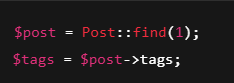 $post = Post::find(1);
$tags = $post->tags;